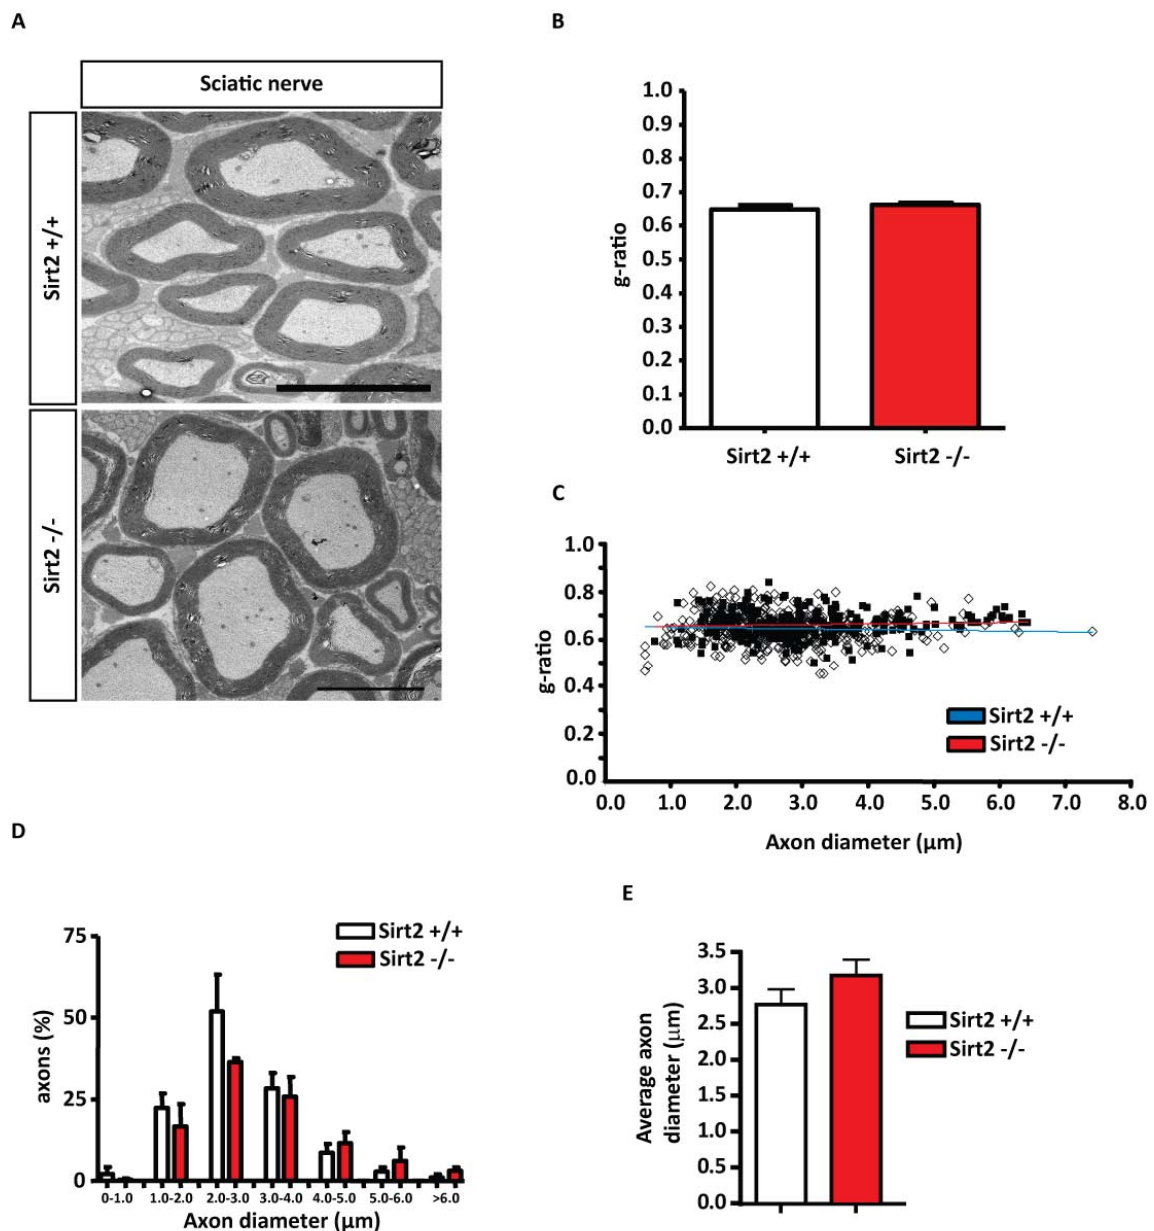 A
Sciatic nerve
Sirt2 +/+
Sirt2 -/-
B
1.0
0.9
0.8
0.7
0.6
0.5
0.4
0.3
0.2
0.1
0.0
g-ratio
Sirt2 +/+ Sirt2 -/-
C
1.0
0.8
0.6
0.4
0.2
0.0
g-ratio
Sirt2 +/+
Sirt2 -/-
0.0 1.0 2.0 3.0 4.0 5.0 6.0 7.0 8.0
Axon diameter (µm)
D
75
50
25
0
axons (%)
Sirt2 +/+
Sirt2 -/-
0-1.0 1.0-2.0 2.0-3.0 3.0-4.0 4.0-5.0 5.0-6.0 >6.0
Axon diameter (µm)
E
3.5
3.0
2.5
2.0
1.5
1.0
0.5
0.0
Average axon
diameter (µm)
Sirt2 +/+
Sirt2 -/-